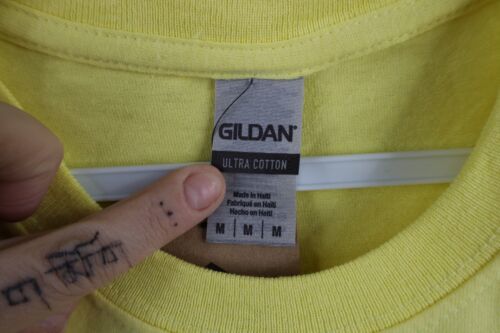 GILDAN®
ULTRA COTTON
Made in Haiti
Fabriqué en Haïti
Hecho en Haití
M | M | M